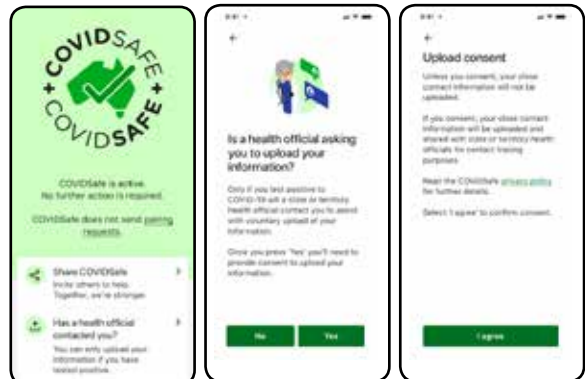 COVIDSAFE
COVIDSAFE
COVIDSafe is active.
No further action is required.
COVIDSafe does not send pairing
requests.
Share COVIDSafe
Invite others to help.
Together, we're stronger.
Has a health official
contacted you?
You can only upload your
information if you have
tested positive.
Is a health official asking
you to upload your
information?
Only if you test positive to
COVID-19 will a state or territory
health official contact you to assist
with voluntary upload of your
information.
Once you press 'Yes' you'll need to
provide consent to upload your
information.
No
Yes
Upload consent
Unless you consent, your close
contact information will not be
uploaded.
If you consent, your close contact
information will be uploaded and
shared with state or territory health
officials for contact tracing
purposes.
Read the COVIDSafe privacy policy
for further details.
Select 'I agree' to confirm consent.
I agree